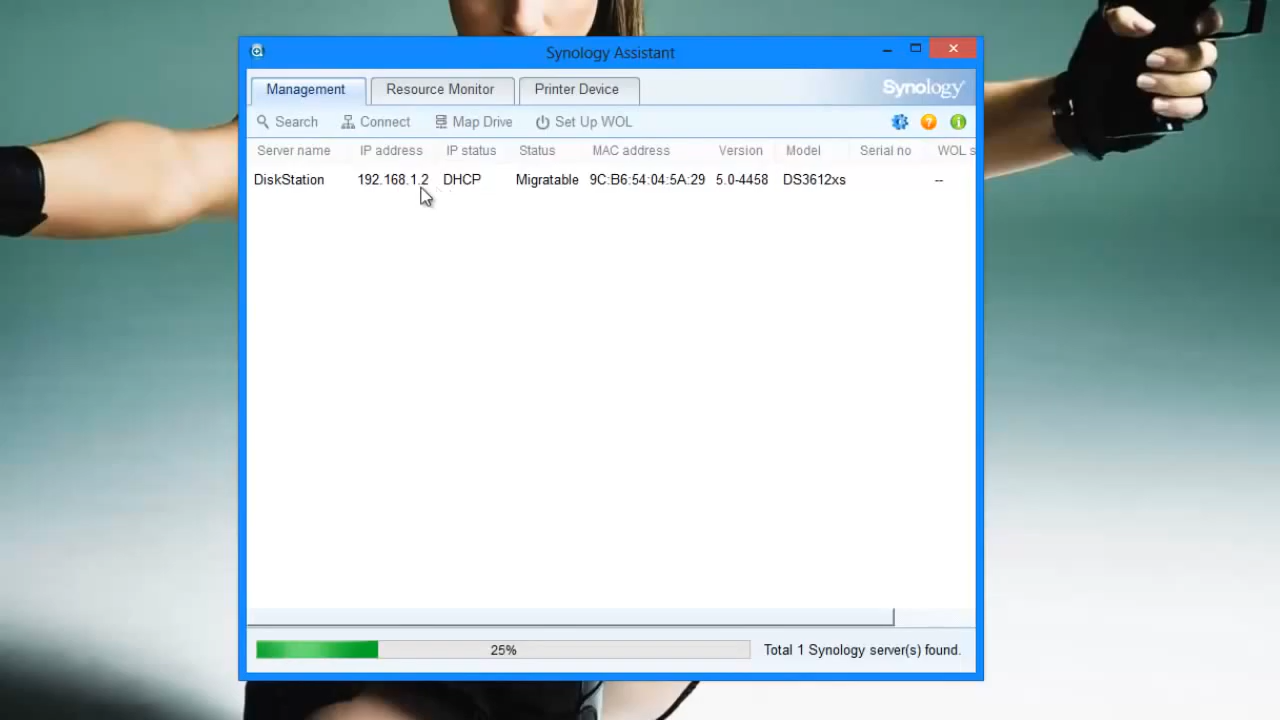 Synology Assistant
Management Resource Monitor Printer Device Synology
Search Connect Map Drive Set Up WOL
Server name IP address IP status Status MAC address Version Model Serial no WOL s
DiskStation 192.168.1.2 DHCP Migratable 9C:B6:54:04:5A:29 5.0-4458 DS3612xs --
25% Total 1 Synology server(s) found.